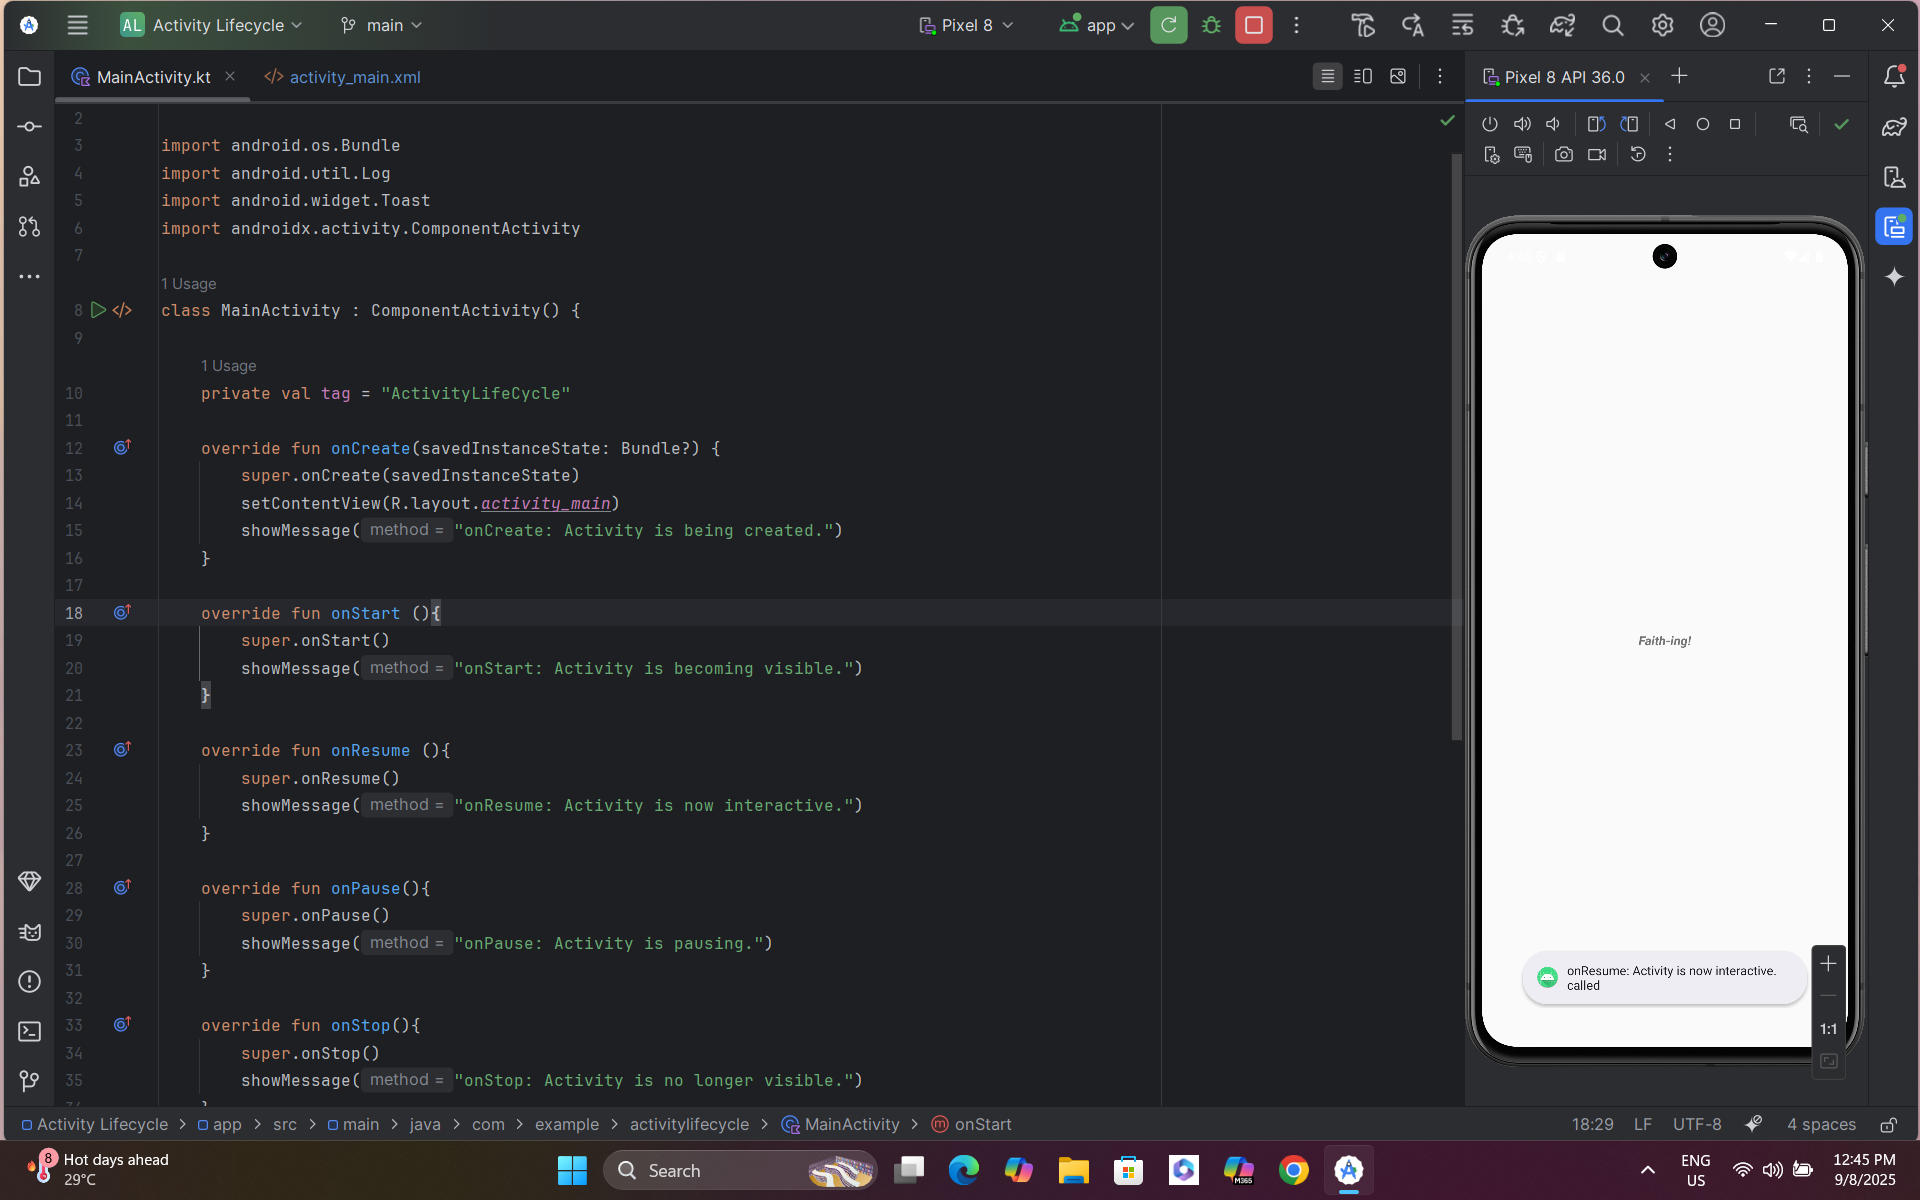 AL Activity Lifecycle main Pixel 8 app
MainActivity.kt activity_main.xml Pixel 8 API 36.0
2
3 import android.os.Bundle
4 import android.util.Log
5 import android.widget.Toast
6 import androidx.activity.ComponentActivity
7
1 Usage
8 class MainActivity : ComponentActivity() {
9
1 Usage
10 private val tag = "ActivityLifeCycle"
11
12 override fun onCreate(savedInstanceState: Bundle?) {
13 super.onCreate(savedInstanceState)
14 setContentView(R.layout.activity_main)
15 showMessage( method = "onCreate: Activity is being created.")
16 }
17
18 override fun onStart (){
19 super.onStart()
20 showMessage( method = "onStart: Activity is becoming visible.")
21 }
22
23 override fun onResume (){
24 super.onResume()
25 showMessage( method = "onResume: Activity is now interactive.")
26 }
27
28 override fun onPause(){
29 super.onPause()
30 showMessage( method = "onPause: Activity is pausing.")
31 }
32
33 override fun onStop(){
34 super.onStop()
35 showMessage( method = "onStop: Activity is no longer visible.")
Faith-ing!
onResume: Activity is now interactive.
called
1:1
Activity Lifecycle > app > src > main > java > com > example > activitylifecycle > MainActivity > onStart 18:29 LF UTF-8 4 spaces
8 Hot days ahead
29°C
Search
M365
ENG
US
12:45 PM
9/8/2025